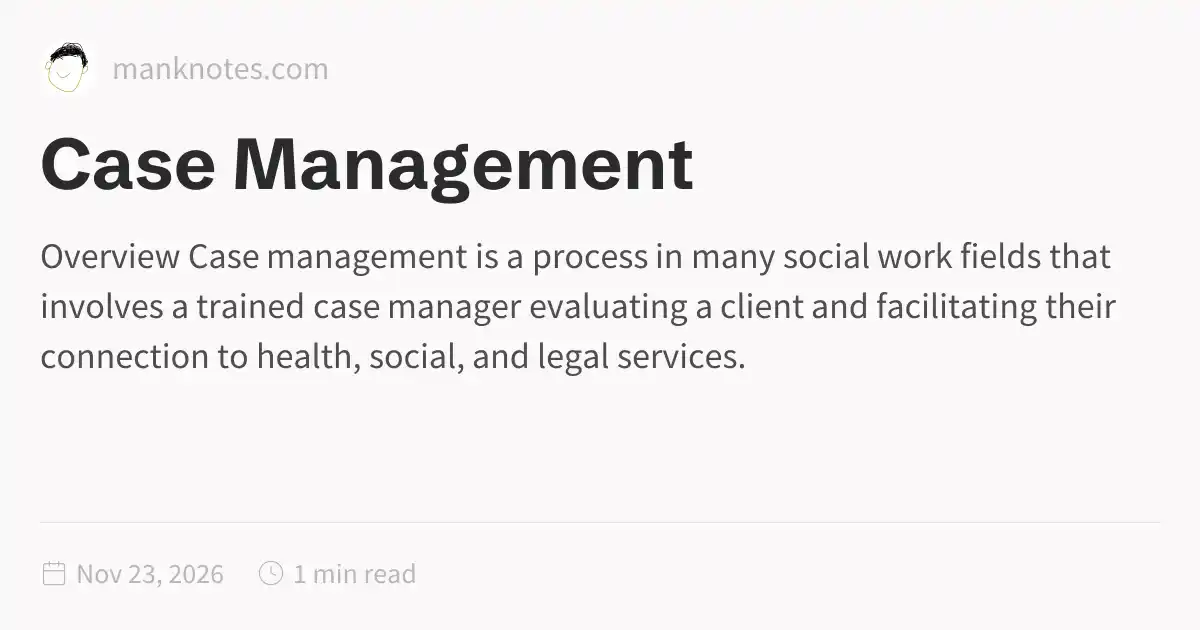 manknotes.com
Case Management
Overview Case management is a process in many social work fields that
involves a trained case manager evaluating a client and facilitating their
connection to health, social, and legal services.
Nov 23, 2026
1 min read